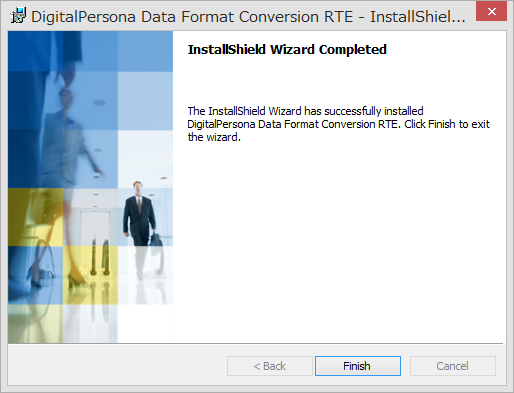 DigitalPersona Data Format Conversion RTE - InstallShiel...
InstallShield Wizard Completed
The InstallShield Wizard has successfully installed
DigitalPersona Data Format Conversion RTE. Click Finish to exit
the wizard.
< Back
Finish
Cancel